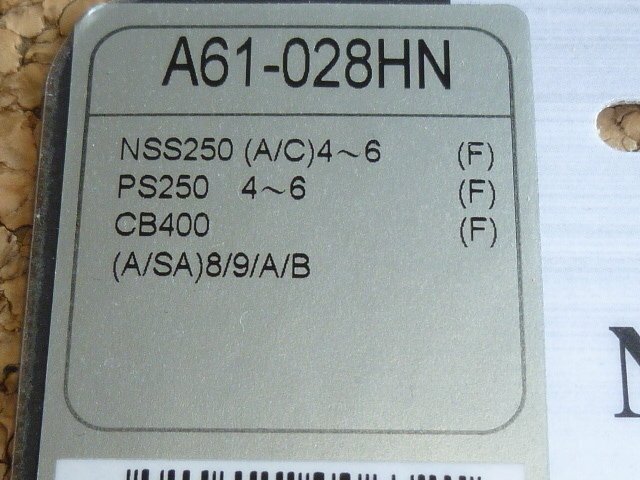 A61-028HN
NSS250 (A/C)4～6 (F)
PS250 4～6 (F)
CB400 (F)
(A/SA)8/9/A/B